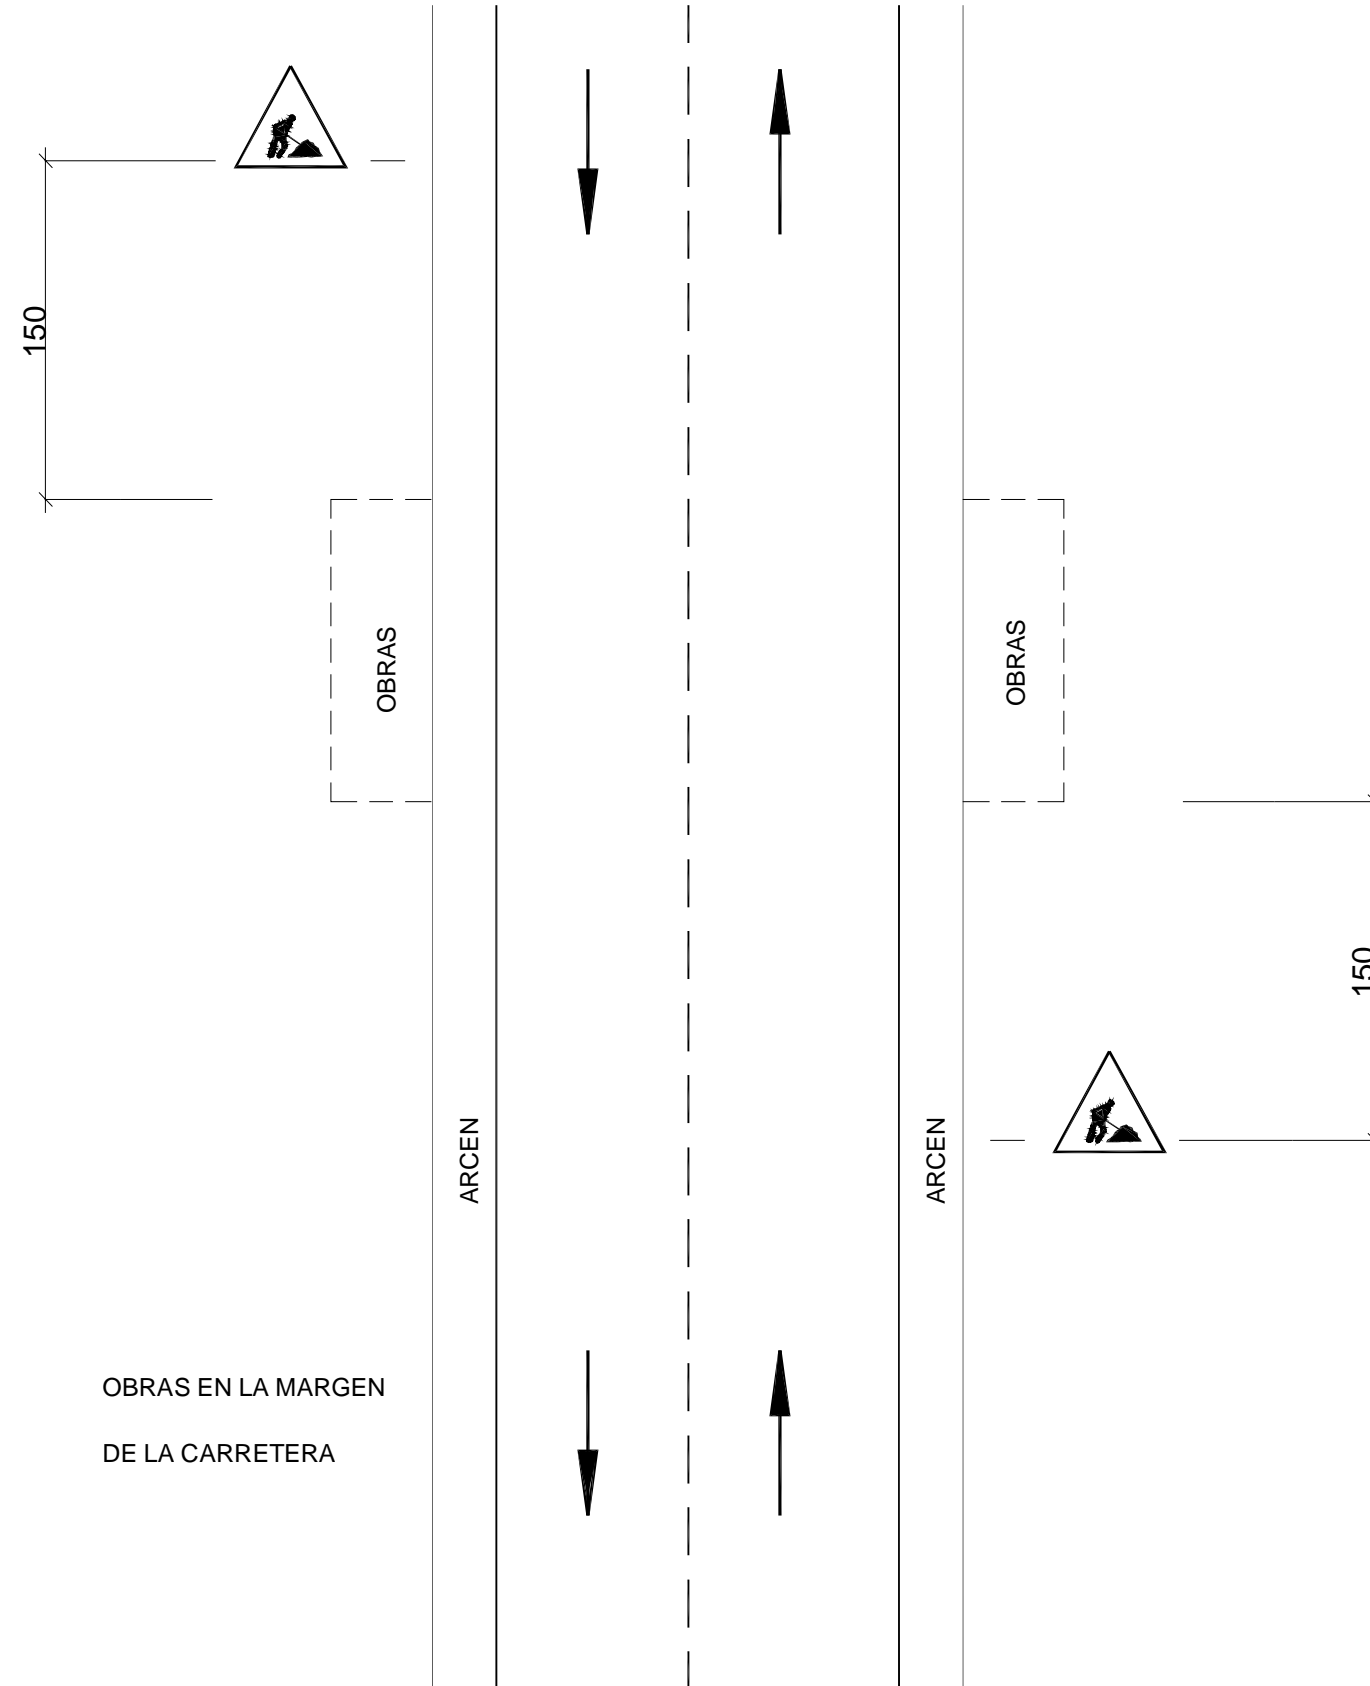 150
OBRAS
OBRAS
150
ARCEN
ARCEN
OBRAS EN LA MARGEN
DE LA CARRETERA